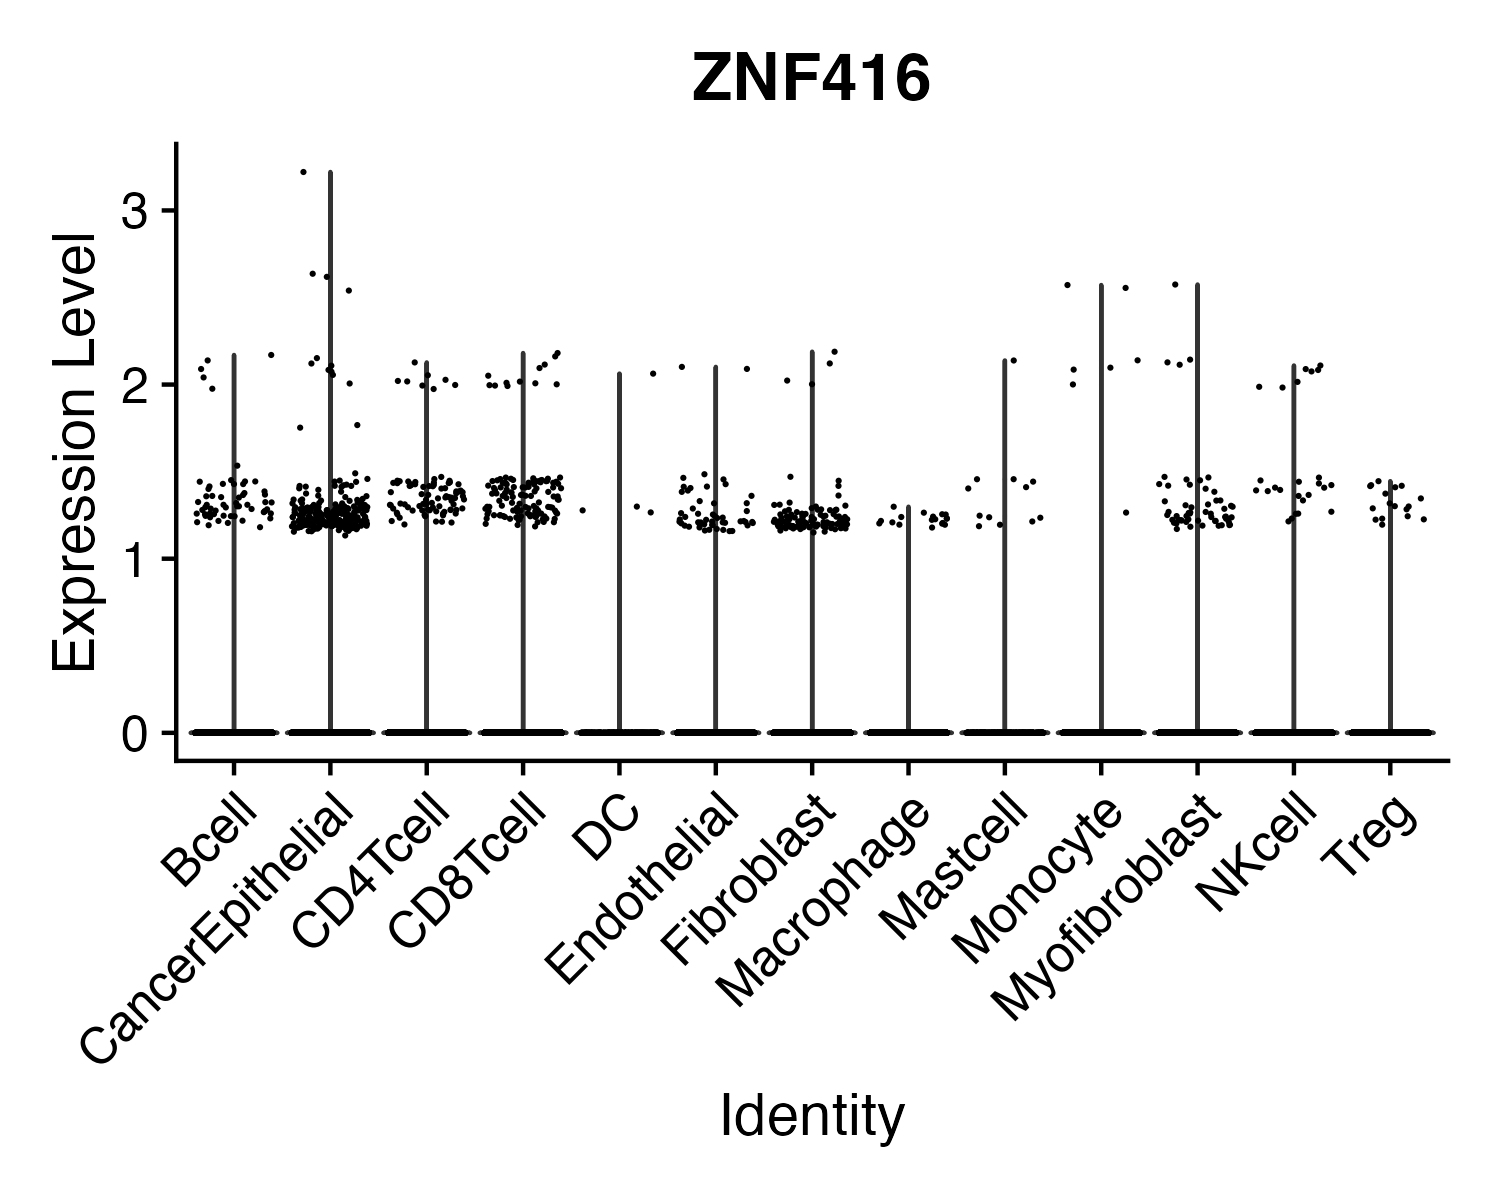 ZNF416
Expression Level
3
2
1
0
Bcell
CancerEpithelial
CD4Tcell
CD8Tcell
DC
Endothelial
Fibroblast
Macrophage
Mastcell
Monocyte
Myofibroblast
NKcell
Treg
Identity